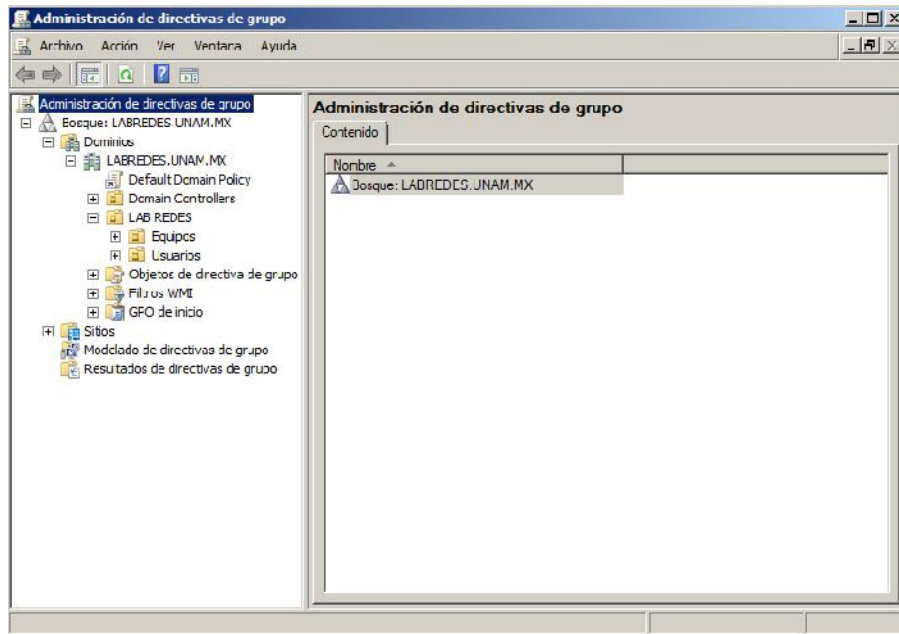 Administración de directivas de grupo
Archivo Acción Ver Ventana Ayuda
Administración de directivas de grupo
Bosque: LABREDES.UNAM.MX
Dominios
LABREDES.UNAM.MX
Default Domain Policy
Domain Controllers
LAB REDES
Equipos
Usuarios
Objetos de directiva de grupo
Filtros WMI
GPO de inicio
Sitios
Modelado de directivas de grupo
Resultados de directivas de grupo
Administración de directivas de grupo
Contenido
Nombre
Bosque: LABREDES.UNAM.MX